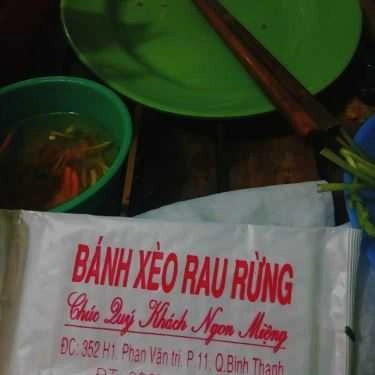 BÁNH XÈO RAU RỪNG
Chúc Quý Khách Ngon Miệng
ĐC: 352 H1. Phan Văn trị. P 11, Q.Bình Thạnh